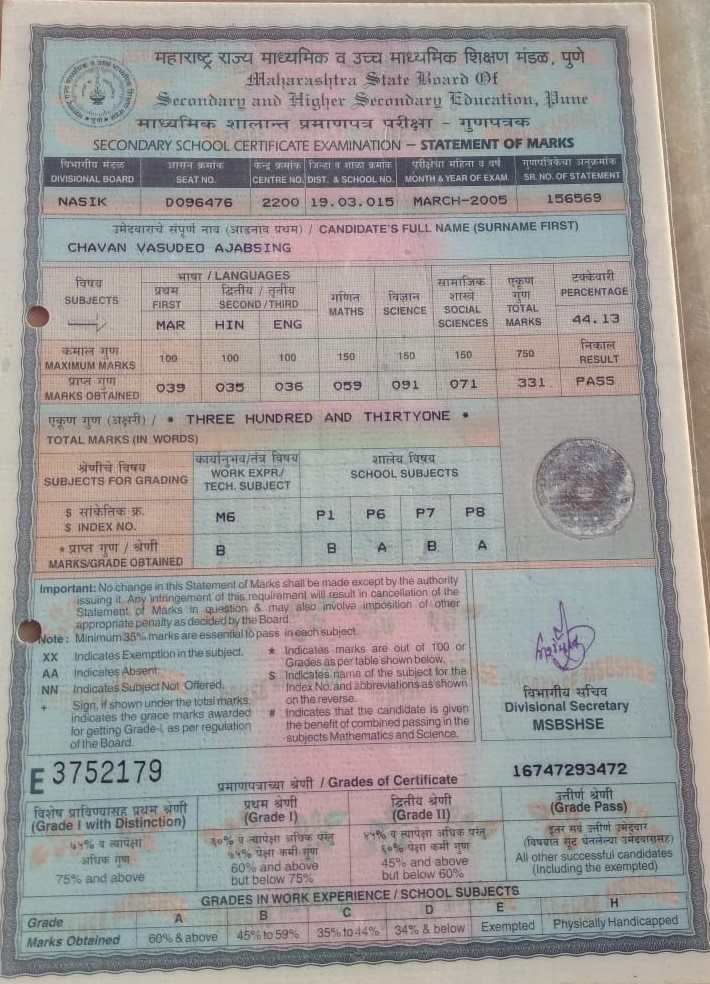 महाराष्ट्र राज्य माध्यमिक व उच्च माध्यमिक शिक्षण मंडळ, पुणे
Maharashtra State Board Of
Secondary and Higher Secondary Education, Pune
माध्यमिक शालान्त प्रमाणपत्र परीक्षा - गुणपत्रक
SECONDARY SCHOOL CERTIFICATE EXAMINATION – STATEMENT OF MARKS
विभागीय मंडळ आसन क्रमांक केन्द्र क्रमांक जिल्हा व शाळा क्रमांक परीक्षेचा महिना व वर्ष गुणपत्रिकेचा अनुक्रमांक
DIVISIONAL BOARD SEAT NO. CENTRE NO. DIST. & SCHOOL NO. MONTH & YEAR OF EXAM. SR. NO. OF STATEMENT
NASIK D096476 2200 19.03.015 MARCH-2005 156569
उमेदवाराचे संपूर्ण नाव (आडनाव प्रथम) / CANDIDATE'S FULL NAME (SURNAME FIRST)
CHAVAN VASUDEO AJABSING
विषय SUBJECTS
भाषा / LANGUAGES
प्रथम FIRST द्वितीय / तृतीय SECOND / THIRD
MAR HIN ENG
गणित MATHS
विज्ञान SCIENCE
सामाजिक शास्त्रे SOCIAL SCIENCES
एकूण गुण TOTAL MARKS
टक्केवारी PERCENTAGE
44.13
कमाल गुण निकाल
MAXIMUM MARKS 100 100 100 150 150 150 750 RESULT
प्राप्त गुण
MARKS OBTAINED 039 035 036 059 091 071 331 PASS
एकूण गुण (अक्षरी) / * THREE HUNDRED AND THIRTYONE *
TOTAL MARKS (IN WORDS)
श्रेणीचे विषय
SUBJECTS FOR GRADING
कार्यानुभव/तंत्र विषय
WORK EXPR./
TECH. SUBJECT
शालेय विषय
SCHOOL SUBJECTS
$ सांकेतिक क्र.
$ INDEX NO. M6 P1 P6 P7 P8
* प्राप्त गुण / श्रेणी
MARKS/GRADE OBTAINED B B A B A
Important: No change in this Statement of Marks shall be made except by the authority
issuing it. Any infringement of this requirement will result in cancellation of the
Statement of Marks in question & may also involve imposition of other
appropriate penalty as decided by the Board.
Note : Minimum 35% marks are essential to pass in each subject.
XX Indicates Exemption in the subject.
AA Indicates Absent.
NN Indicates Subject Not Offered.
+ Sign, if shown under the total marks,
indicates the grace marks awarded
for getting Grade-I, as per regulation
of the Board.
* Indicates marks are out of 100 or
Grades as per table shown below.
$ Indicates name of the subject for the
Index No. and abbreviations as shown
on the reverse.
# Indicates that the candidate is given
the benefit of combined passing in the
subjects Mathematics and Science.
विभागीय सचिव
Divisional Secretary
MSBSHSE
E 3752179
16747293472
प्रमाणपत्राच्या श्रेणी / Grades of Certificate
विशेष प्राविण्यासह प्रथम श्रेणी
(Grade I with Distinction)
७५% व त्यापेक्षा
अधिक गुण
75% and above
प्रथम श्रेणी
(Grade I)
६०% व त्यापेक्षा अधिक परंतु
७५% पेक्षा कमी गुण
60% and above
but below 75%
द्वितीय श्रेणी
(Grade II)
४५% व त्यापेक्षा अधिक परंतु
६०% पेक्षा कमी गुण
45% and above
but below 60%
उत्तीर्ण श्रेणी
(Grade Pass)
इतर सर्व उत्तीर्ण उमेदवार
(विषयात सूट घेतलेल्या उमेदवारासह)
All other successful candidates
(Including the exempted)
GRADES IN WORK EXPERIENCE / SCHOOL SUBJECTS
Grade A B C D E H
Marks Obtained 60% & above 45% to 59% 35% to 44% 34% & below Exempted Physically Handicapped